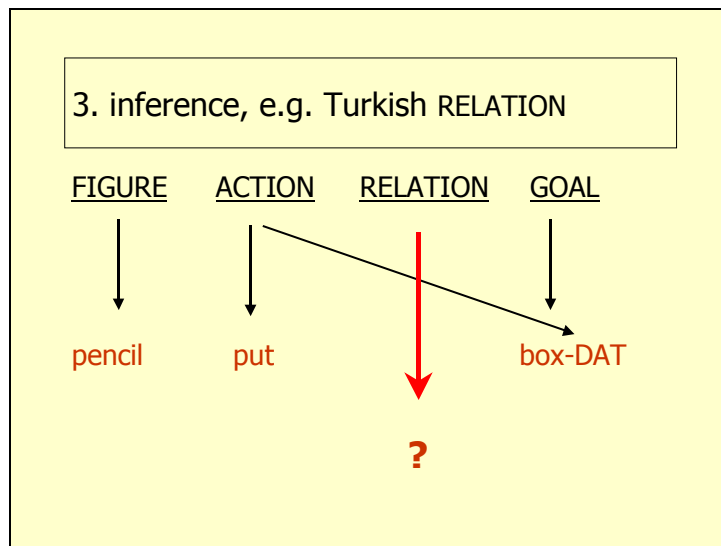 3. inference, e.g. Turkish RELATION
FIGURE ACTION RELATION GOAL
pencil put box-DAT
?